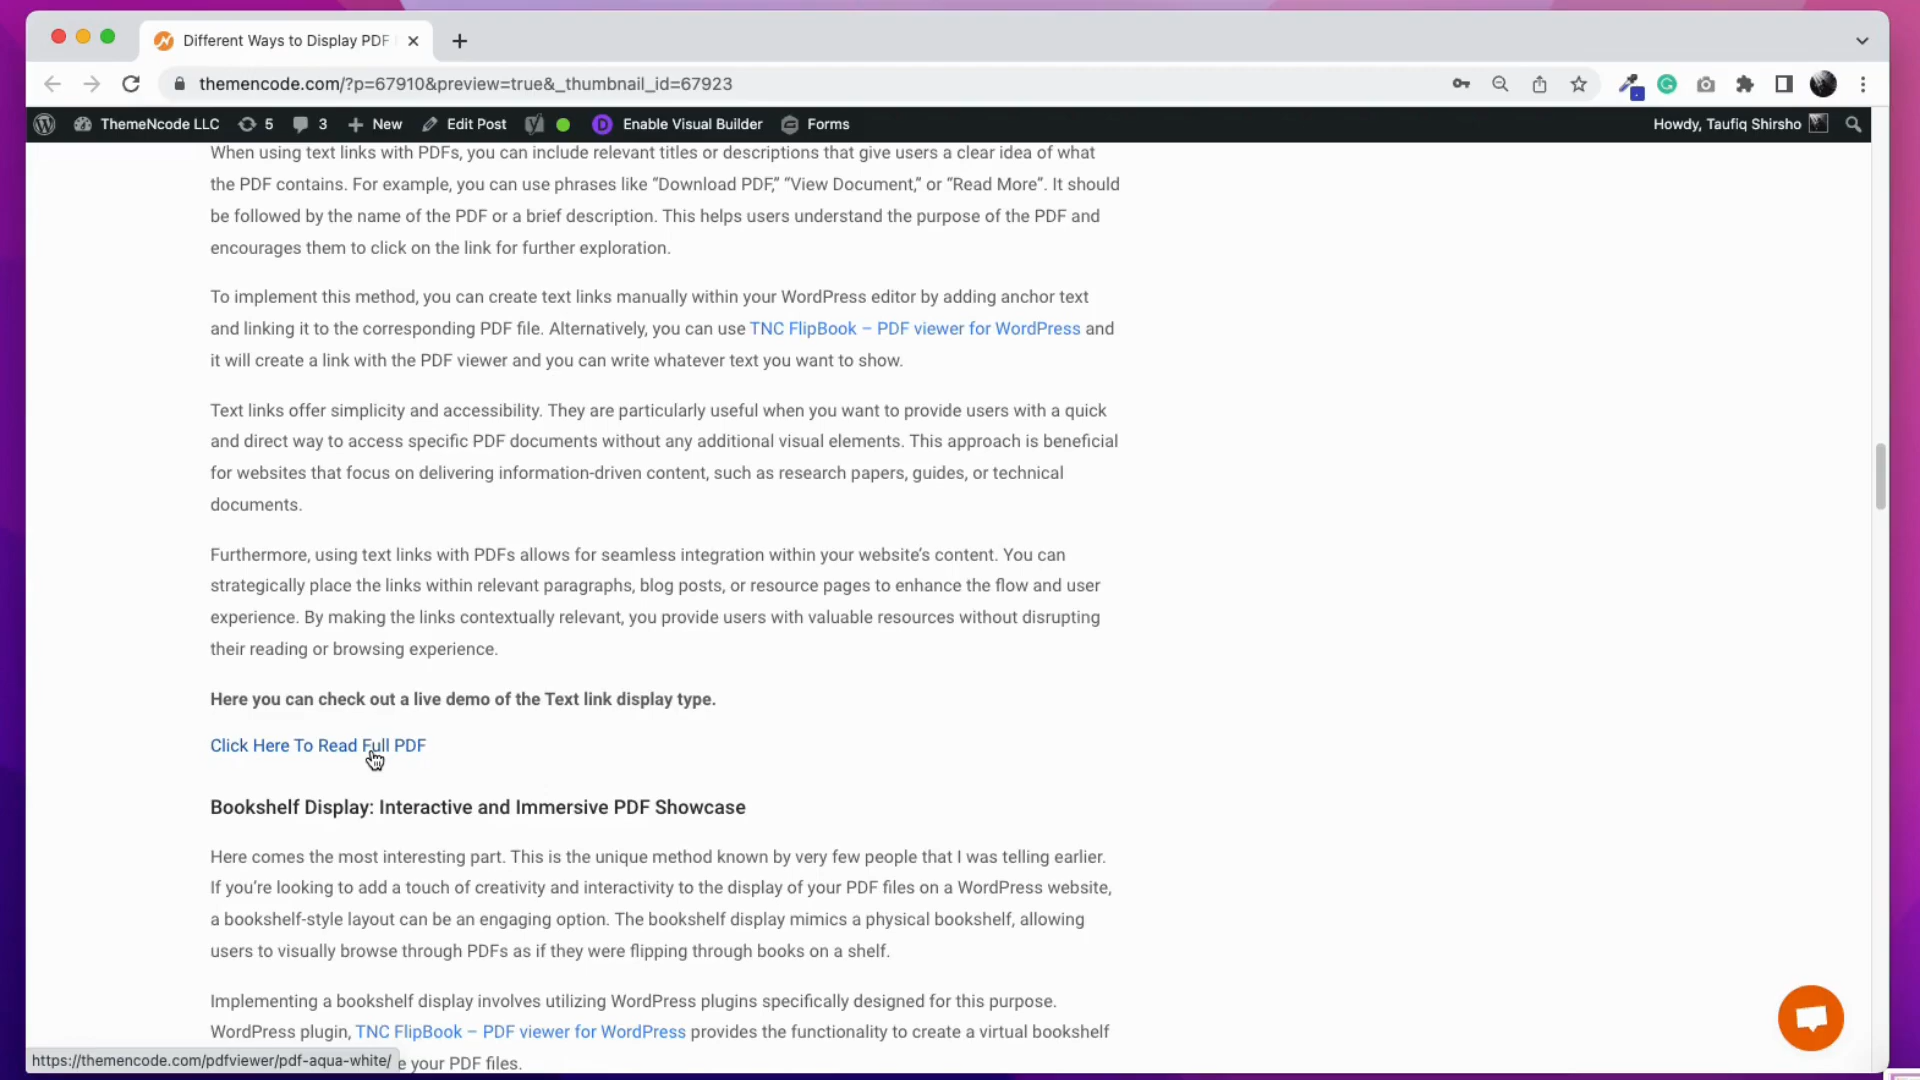 Different Ways to Display PDF
themencode.com/?p=67910&preview=true&_thumbnail_id=67923
ThemeNcode LLC 5 3 New Edit Post Enable Visual Builder Forms Howdy, Taufiq Shirsho
When using text links with PDFs, you can include relevant titles or descriptions that give users a clear idea of what
the PDF contains. For example, you can use phrases like “Download PDF,” “View Document,” or “Read More”. It should
be followed by the name of the PDF or a brief description. This helps users understand the purpose of the PDF and
encourages them to click on the link for further exploration.
To implement this method, you can create text links manually within your WordPress editor by adding anchor text
and linking it to the corresponding PDF file. Alternatively, you can use TNC FlipBook – PDF viewer for WordPress and
it will create a link with the PDF viewer and you can write whatever text you want to show.
Text links offer simplicity and accessibility. They are particularly useful when you want to provide users with a quick
and direct way to access specific PDF documents without any additional visual elements. This approach is beneficial
for websites that focus on delivering information-driven content, such as research papers, guides, or technical
documents.
Furthermore, using text links with PDFs allows for seamless integration within your website’s content. You can
strategically place the links within relevant paragraphs, blog posts, or resource pages to enhance the flow and user
experience. By making the links contextually relevant, you provide users with valuable resources without disrupting
their reading or browsing experience.
Here you can check out a live demo of the Text link display type.
Click Here To Read Full PDF
Bookshelf Display: Interactive and Immersive PDF Showcase
Here comes the most interesting part. This is the unique method known by very few people that I was telling earlier.
If you’re looking to add a touch of creativity and interactivity to the display of your PDF files on a WordPress website,
a bookshelf-style layout can be an engaging option. The bookshelf display mimics a physical bookshelf, allowing
users to visually browse through PDFs as if they were flipping through books on a shelf.
Implementing a bookshelf display involves utilizing WordPress plugins specifically designed for this purpose.
WordPress plugin, TNC FlipBook – PDF viewer for WordPress provides the functionality to create a virtual bookshelf
https://themencode.com/pdfviewer/pdf-aqua-white/ e your PDF files.